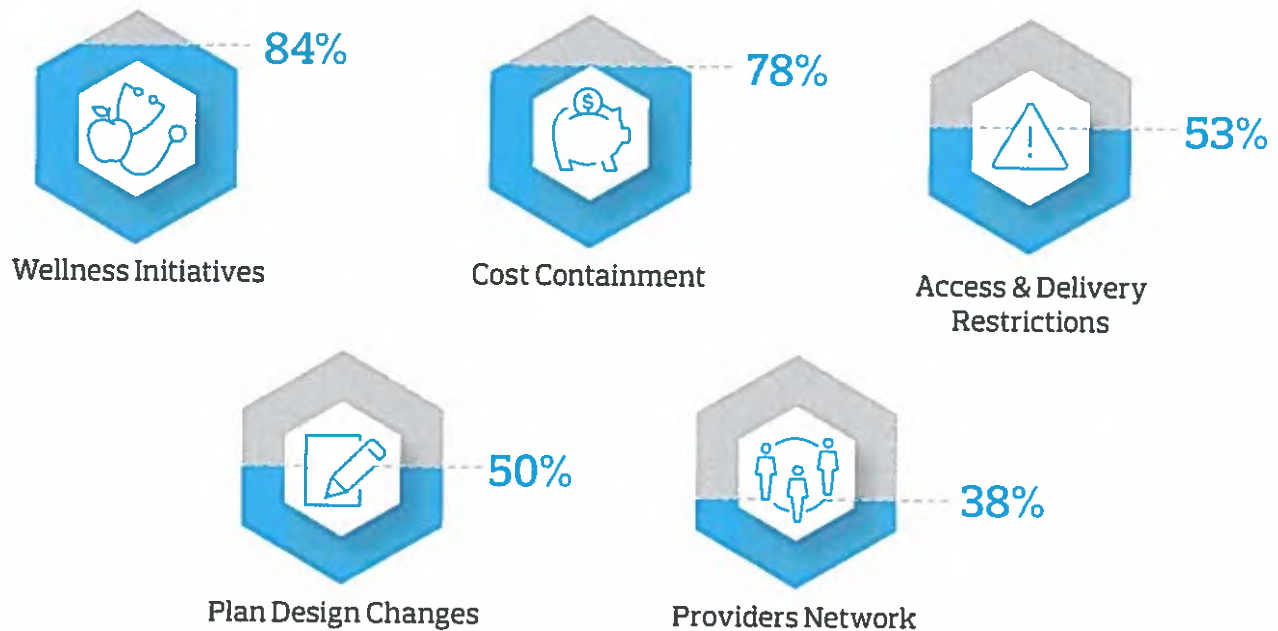 84%
78%
53%
$
!
Wellness Initiatives
Cost Containment
Access & Delivery
Restrictions
50%
38%
Plan Design Changes
Providers Network